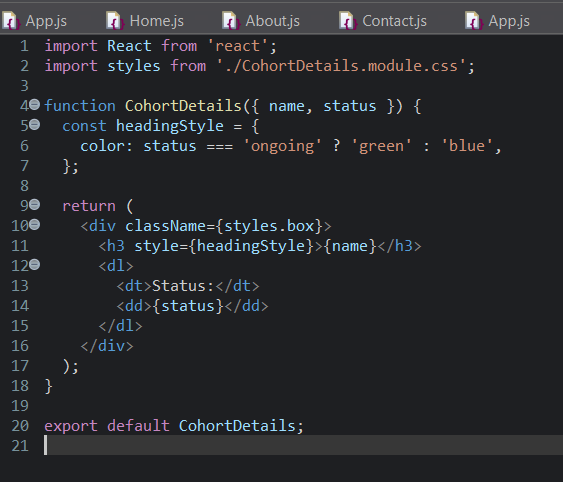 App.js Home.js About.js Contact.js App.js
1 import React from 'react';
2 import styles from './CohortDetails.module.css';
3
4 function CohortDetails({ name, status }) {
5   const headingStyle = {
6     color: status === 'ongoing' ? 'green' : 'blue',
7   };
8
9   return (
10     <div className={styles.box}>
11       <h3 style={headingStyle}>{name}</h3>
12       <dl>
13         <dt>Status:</dt>
14         <dd>{status}</dd>
15       </dl>
16     </div>
17   );
18 }
19
20 export default CohortDetails;
21